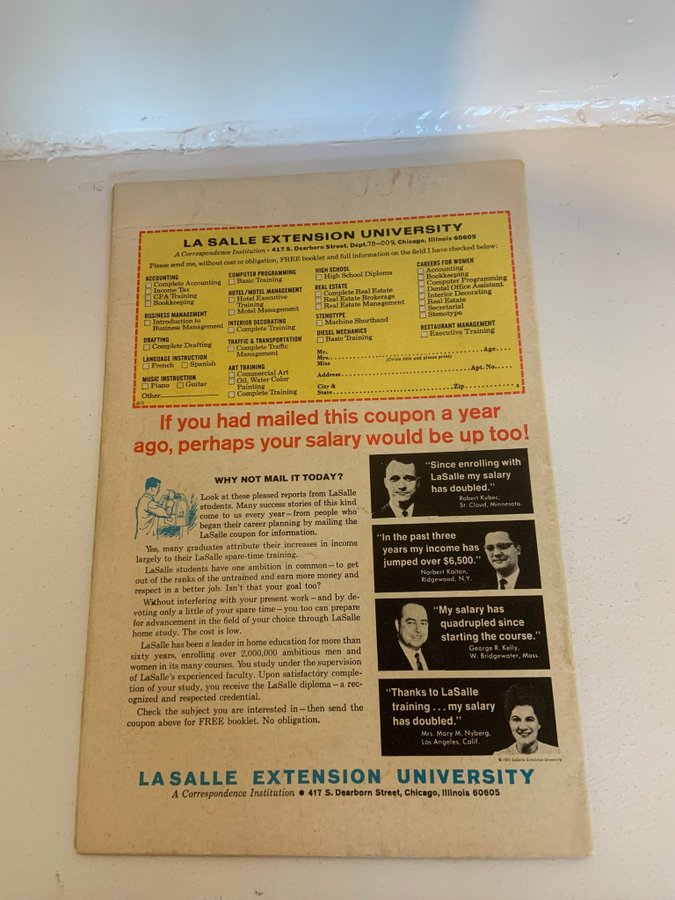 LA SALLE EXTENSION UNIVERSITY
A Correspondence Institution • 417 S. Dearborn Street, Dept. 78-009, Chicago, Illinois 60605
Please send me, without cost or obligation, FREE booklet and full information on the field I have checked below:
ACCOUNTING
Complete Accounting
Income Tax
CPA Training
Bookkeeping
BUSINESS MANAGEMENT
Introduction to
Business Management
DRAFTING
Complete Drafting
LANGUAGE INSTRUCTION
French Spanish
MUSIC INSTRUCTION
Piano Guitar
Other
COMPUTER PROGRAMMING
Basic Training
HOTEL/MOTEL MANAGEMENT
Hotel Executive
Training
Motel Management
INTERIOR DECORATING
Complete Training
TRAFFIC & TRANSPORTATION
Complete Traffic
Management
ART TRAINING
Commercial Art
Oil, Water Color
Painting
Complete Training
HIGH SCHOOL
High School Diploma
REAL ESTATE
Complete Real Estate
Real Estate Brokerage
Real Estate Management
STENOTYPE
Machine Shorthand
DIESEL MECHANICS
Basic Training
CAREERS FOR WOMEN
Accounting
Bookkeeping
Computer Programming
Dental Office Assistant
Interior Decorating
Real Estate
Secretarial
Stenotype
RESTAURANT MANAGEMENT
Executive Training
Mr.
Mrs. Age
Miss (Circle title and please print)
Address Apt. No.
City &
State Zip 4
If you had mailed this coupon a year
ago, perhaps your salary would be up too!
WHY NOT MAIL IT TODAY?
Look at these pleased reports from LaSalle
students. Many success stories of this kind
come to us every year—from people who
began their career planning by mailing the
LaSalle coupon for information.
Yes, many graduates attribute their increases in income
largely to their LaSalle spare-time training.
LaSalle students have one ambition in common—to get
out of the ranks of the untrained and earn more money and
respect in a better job. Isn't that your goal too?
Without interfering with your present work—and by de-
voting only a little of your spare time—you too can prepare
for advancement in the field of your choice through LaSalle
home study. The cost is low.
LaSalle has been a leader in home education for more than
sixty years, enrolling over 2,000,000 ambitious men and
women in its many courses. You study under the supervision
of LaSalle's experienced faculty. Upon satisfactory comple-
tion of your study, you receive the LaSalle diploma—a rec-
ognized and respected credential.
Check the subject you are interested in—then send the
coupon above for FREE booklet. No obligation.
"Since enrolling with
LaSalle my salary
has doubled."
Robert Kubec,
St. Cloud, Minnesota.
"In the past three
years my income has
jumped over $6,500."
Norbert Kaiton,
Ridgewood, N.Y.
"My salary has
quadrupled since
starting the course."
George R. Kelly,
W. Bridgewater, Mass.
"Thanks to LaSalle
training . . . my salary
has doubled."
Mrs. Mary M. Nyberg,
Los Angeles, Calif.
LA SALLE EXTENSION UNIVERSITY
A Correspondence Institution • 417 S. Dearborn Street, Chicago, Illinois 60605